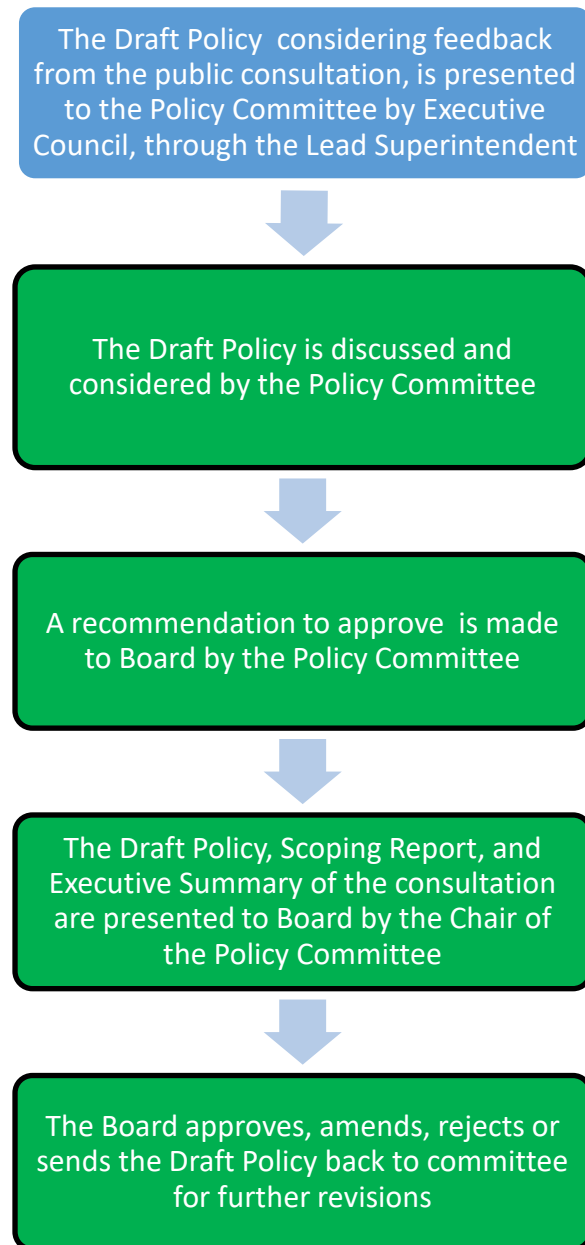 The Draft Policy  considering feedback
from the public consultation, is presented
to the Policy Committee by Executive
Council, through the Lead Superintendent
The Draft Policy is discussed and
considered by the Policy Committee
A recommendation to approve  is made
to Board by the Policy Committee
The Draft Policy, Scoping Report, and
Executive Summary of the consultation
are presented to Board by the Chair of
the Policy Committee
The Board approves, amends, rejects or
sends the Draft Policy back to committee
for further revisions